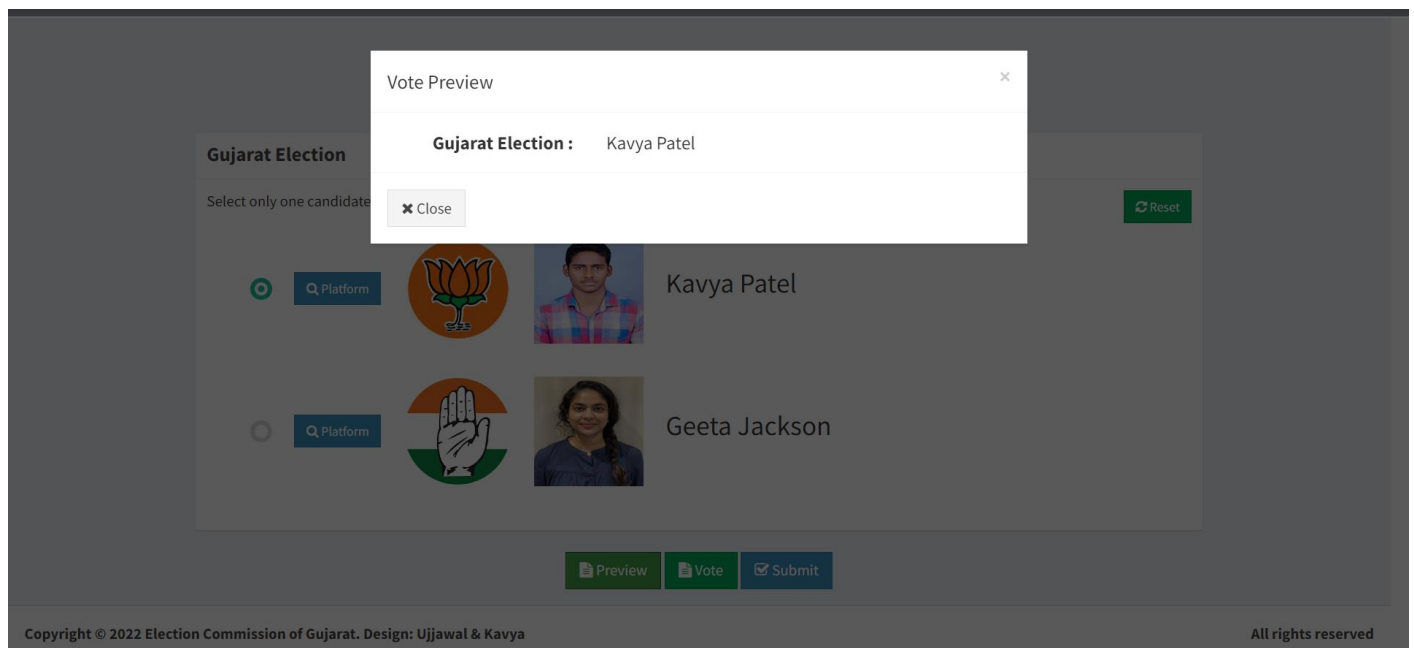 Vote Preview ×
Gujarat Election : Kavya Patel
✖ Close
Gujarat Election
Select only one candidate
Reset
Platform Kavya Patel
Platform Geeta Jackson
Preview Vote Submit
Copyright © 2022 Election Commission of Gujarat. Design: Ujjawal & Kavya All rights reserved